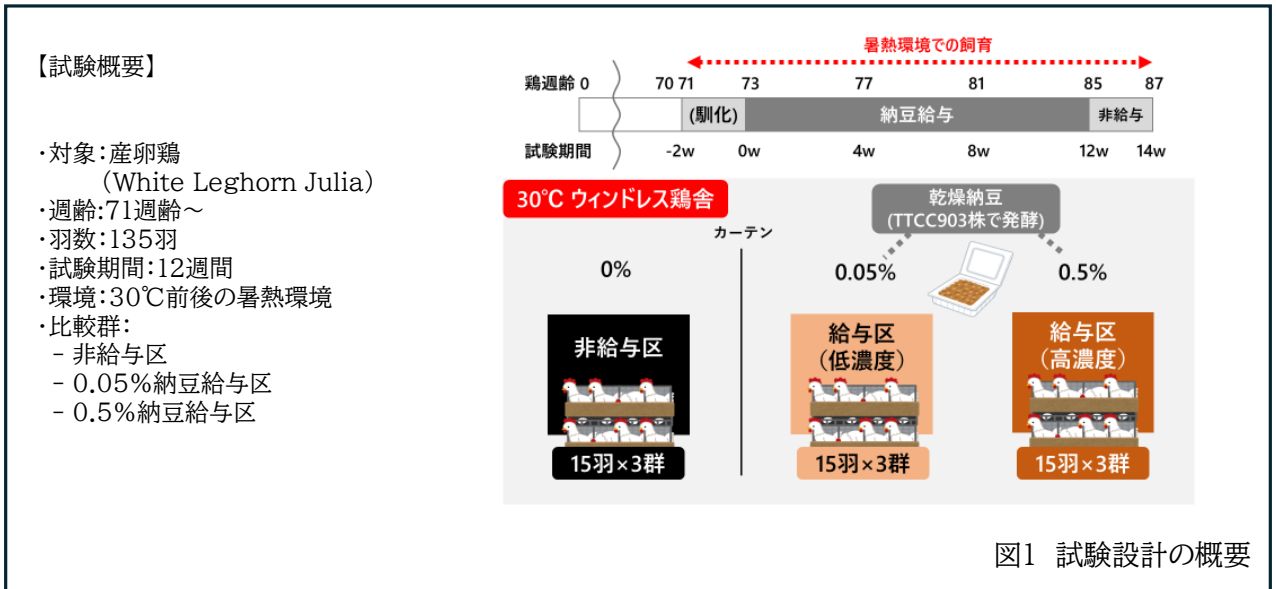 【試験概要】
・対象:産卵鶏
(White Leghorn Julia)
・週齢:71週齢~
・羽数:135羽
・試験期間:12週間
・環境:30℃前後の暑熱環境
・比較群:
- 非給与区
- 0.05%納豆給与区
- 0.5%納豆給与区
暑熱環境での飼育
鶏週齢 0 70 71 73 77 81 85 87
(馴化) 納豆給与 非給与
試験期間 -2w 0w 4w 8w 12w 14w
30℃ ウィンドレス鶏舎
乾燥納豆
(TTCC903株で発酵)
カーテン
0% 0.05% 0.5%
非給与区
給与区
(低濃度)
給与区
(高濃度)
15羽×3群 15羽×3群 15羽×3群
図1 試験設計の概要